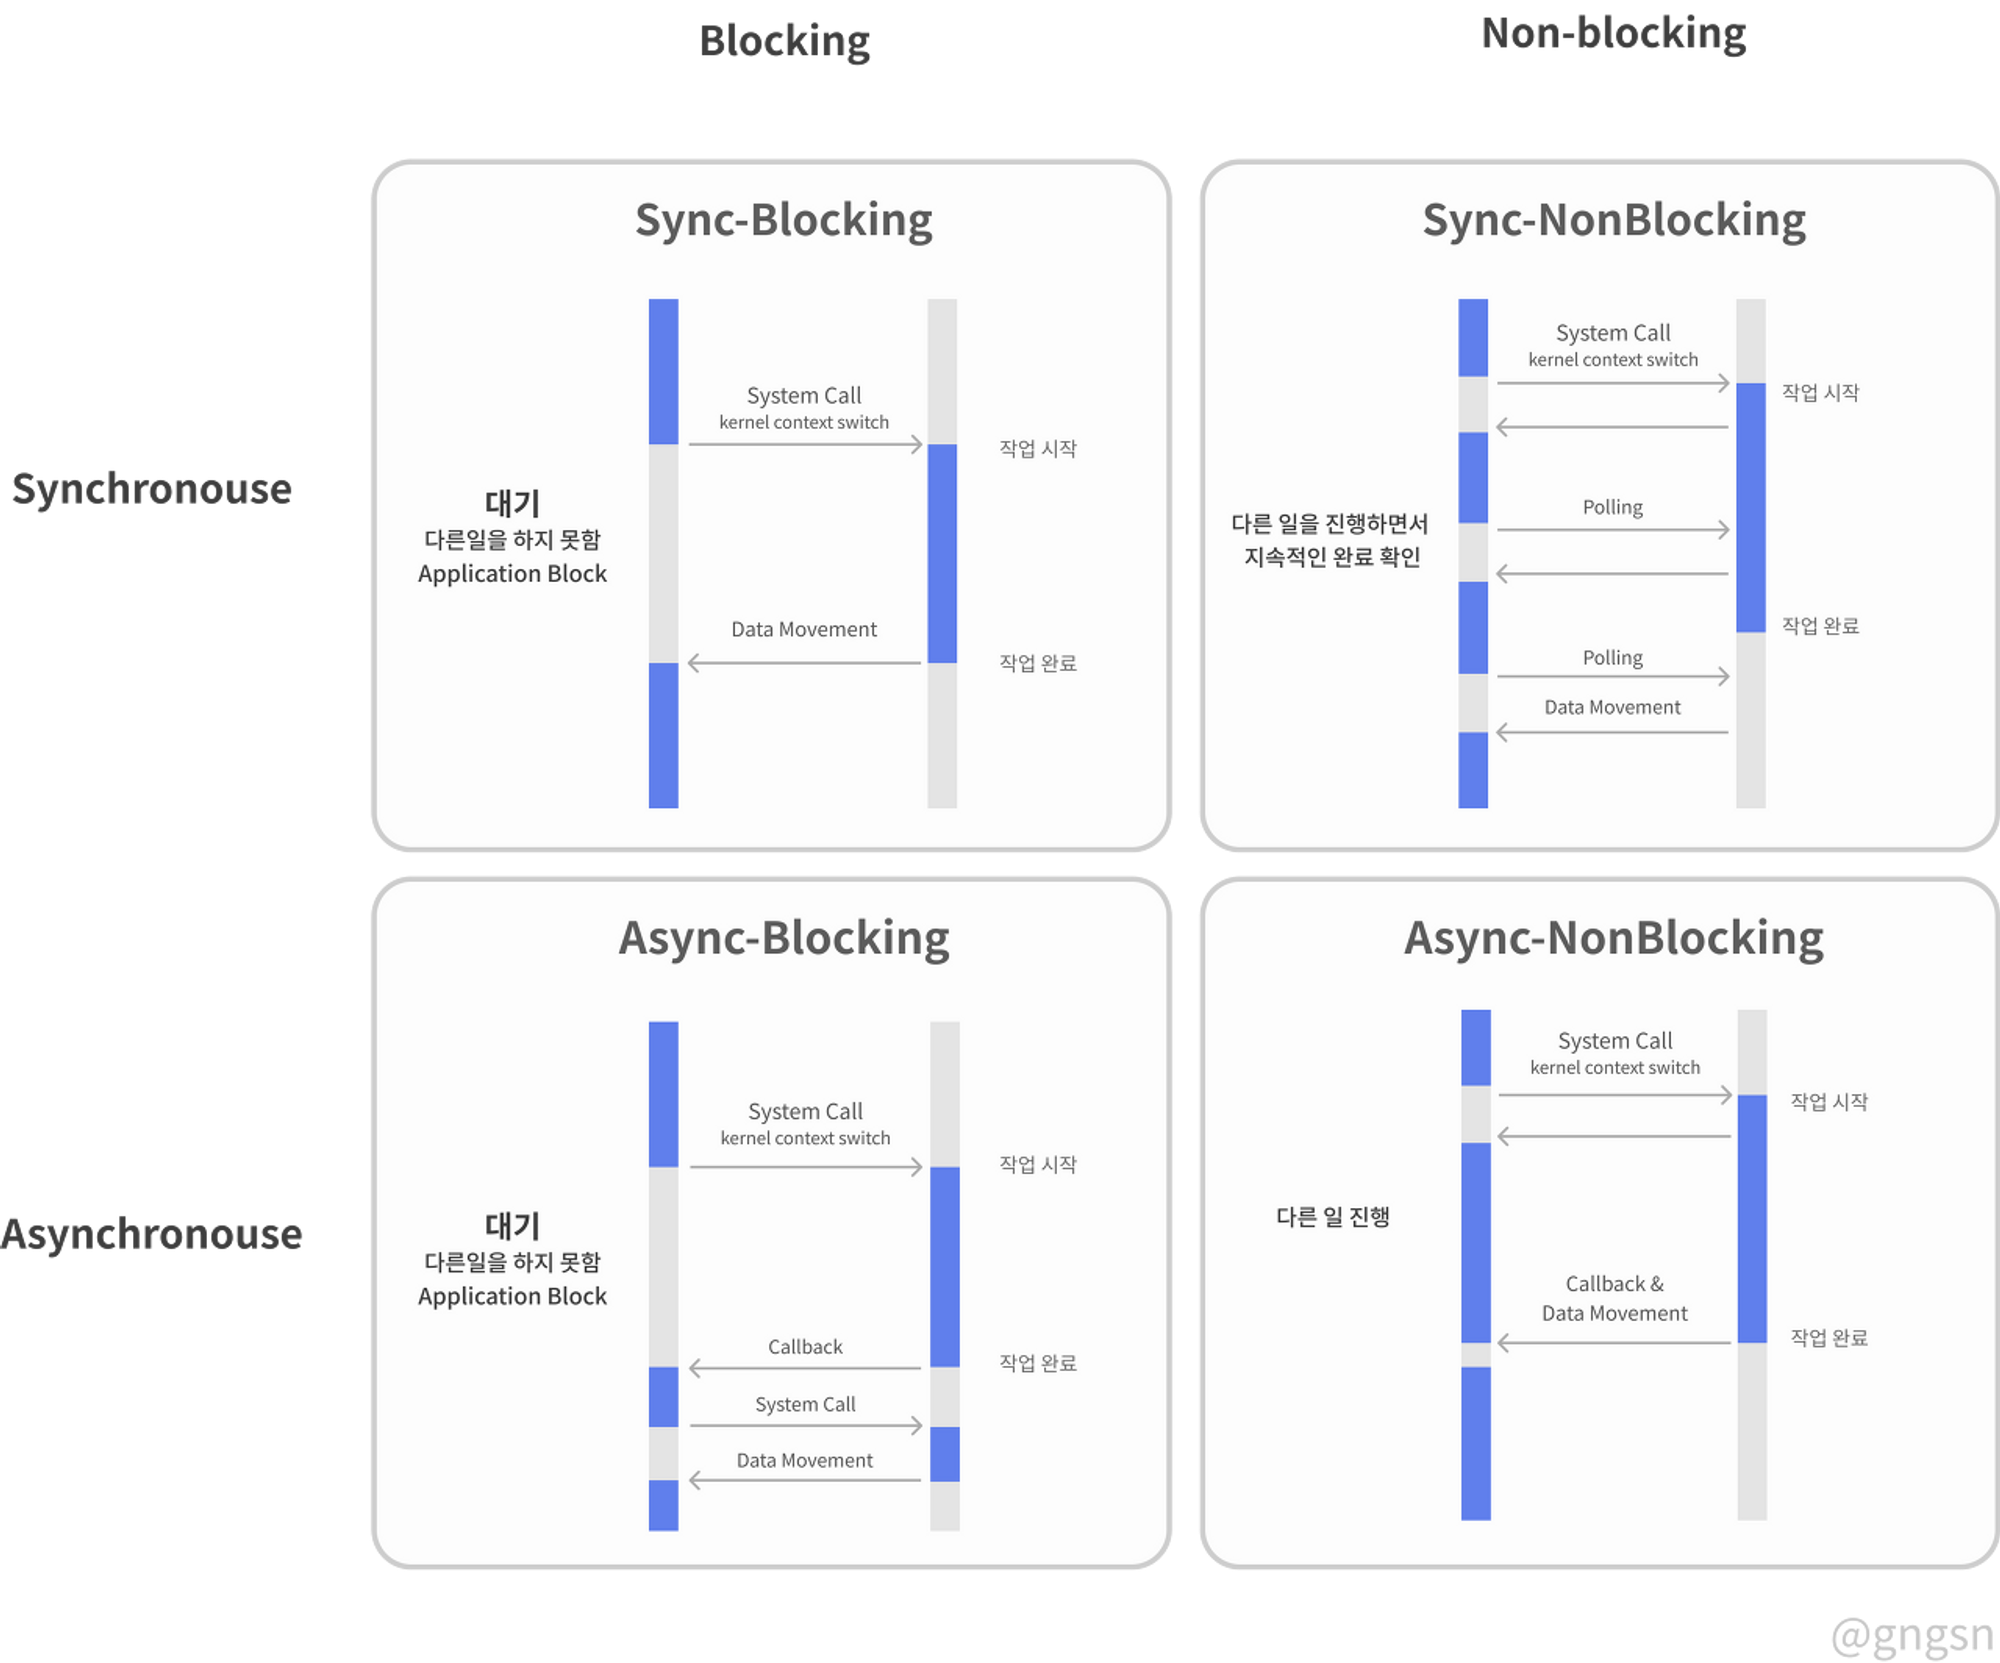 Blocking
Non-blocking
Synchronouse
Sync-Blocking
System Call
kernel context switch
작업 시작
대기
다른일을 하지 못함
Application Block
Data Movement
작업 완료
Sync-NonBlocking
System Call
kernel context switch
작업 시작
다른 일을 진행하면서
지속적인 완료 확인
Polling
작업 완료
Polling
Data Movement
Asynchronouse
Async-Blocking
System Call
kernel context switch
작업 시작
대기
다른일을 하지 못함
Application Block
Callback
작업 완료
System Call
Data Movement
Async-NonBlocking
System Call
kernel context switch
작업 시작
다른 일 진행
Callback &
Data Movement
작업 완료
@gngsn